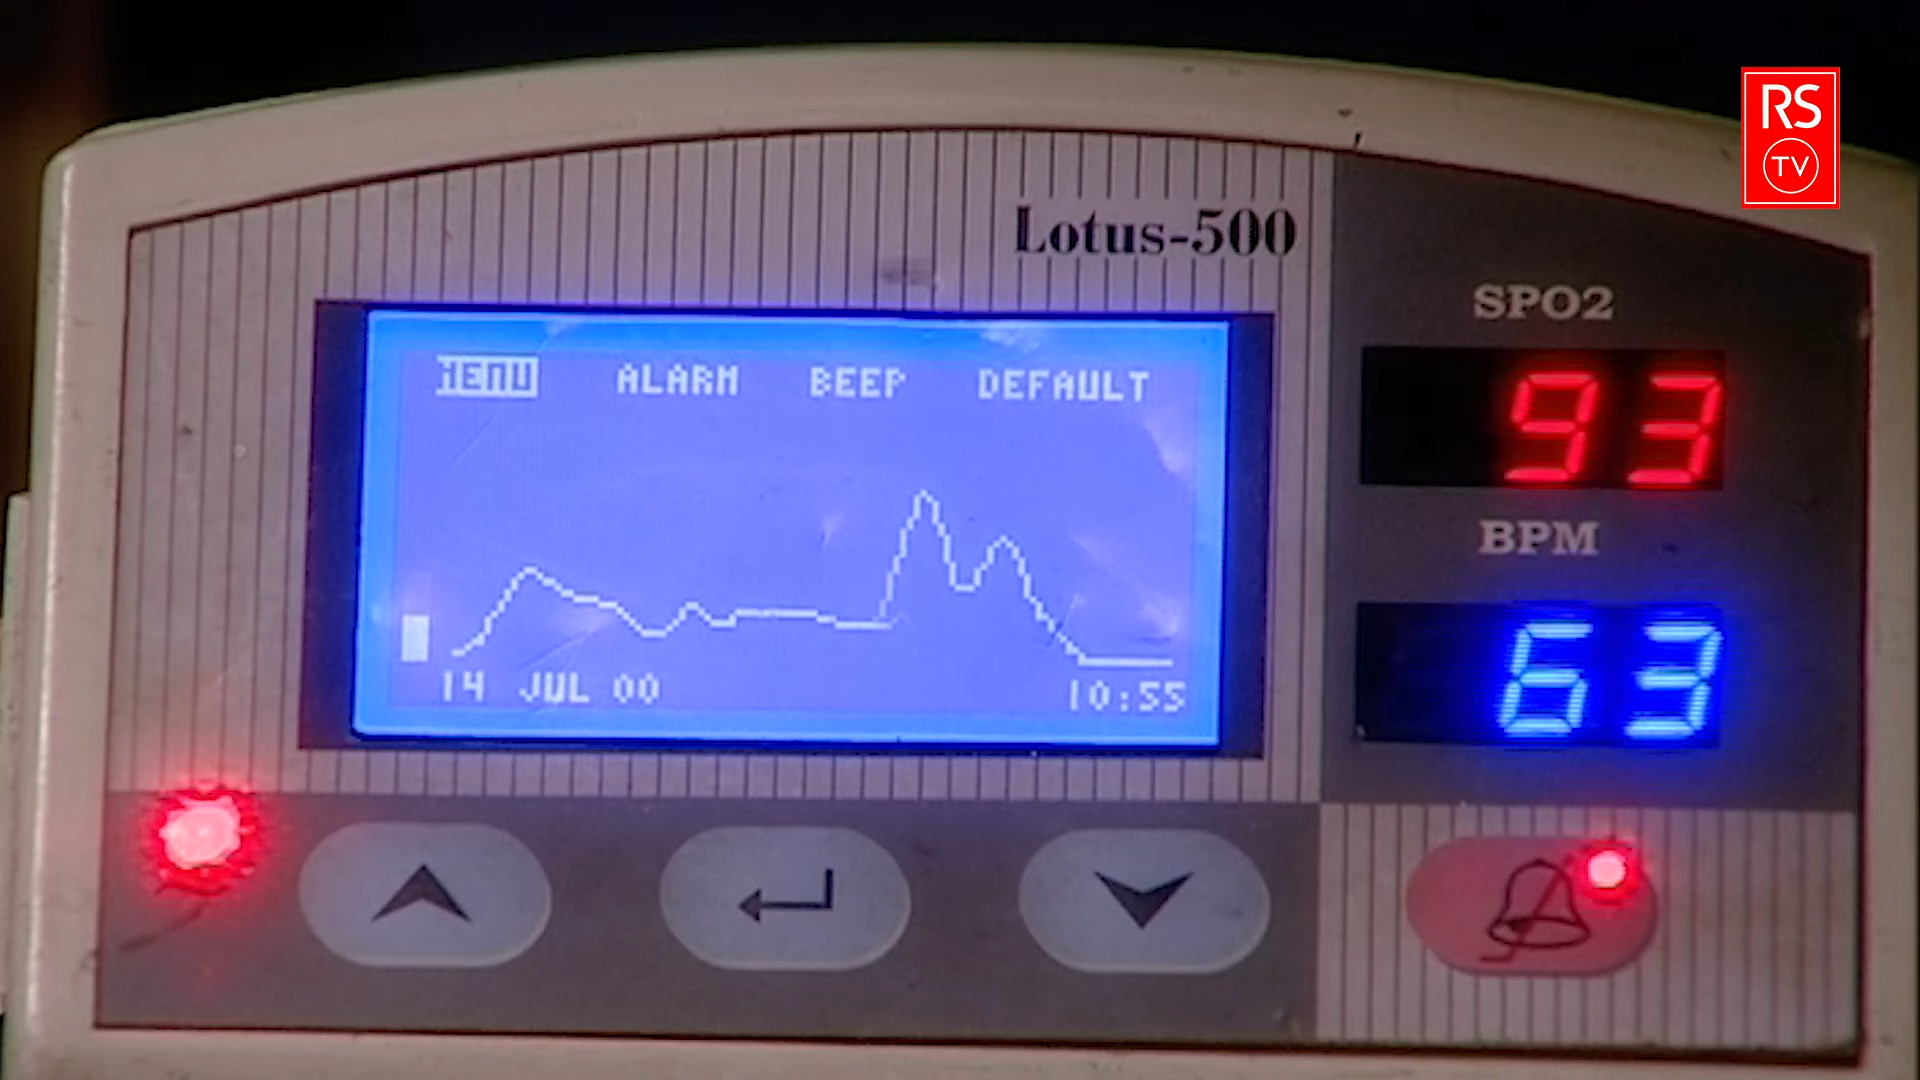 RS
TV
Lotus-500
SPO2
MENU ALARM BEEP DEFAULT
93
BPM
63
14 JUL 00 10:55